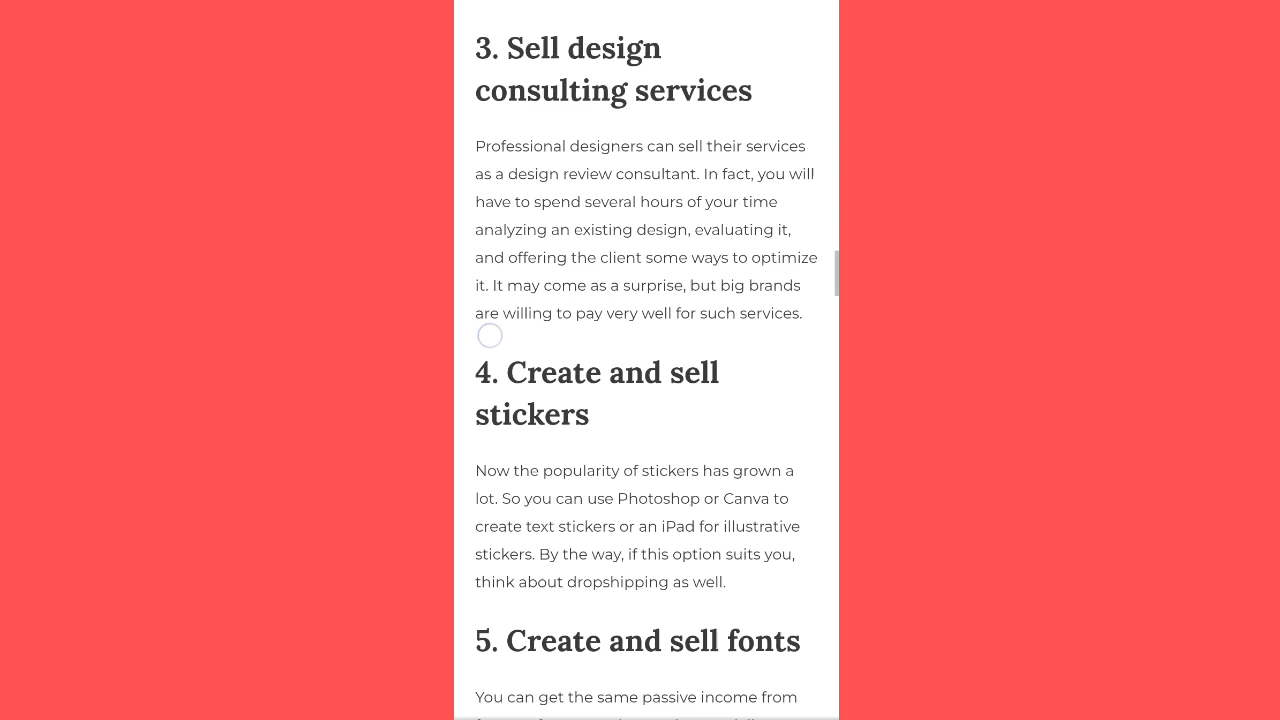 3. Sell design
consulting services
Professional designers can sell their services
as a design review consultant. In fact, you will
have to spend several hours of your time
analyzing an existing design, evaluating it,
and offering the client some ways to optimize
it. It may come as a surprise, but big brands
are willing to pay very well for such services.
4. Create and sell
stickers
Now the popularity of stickers has grown a
lot. So you can use Photoshop or Canva to
create text stickers or an iPad for illustrative
stickers. By the way, if this option suits you,
think about dropshipping as well.
5. Create and sell fonts
You can get the same passive income from